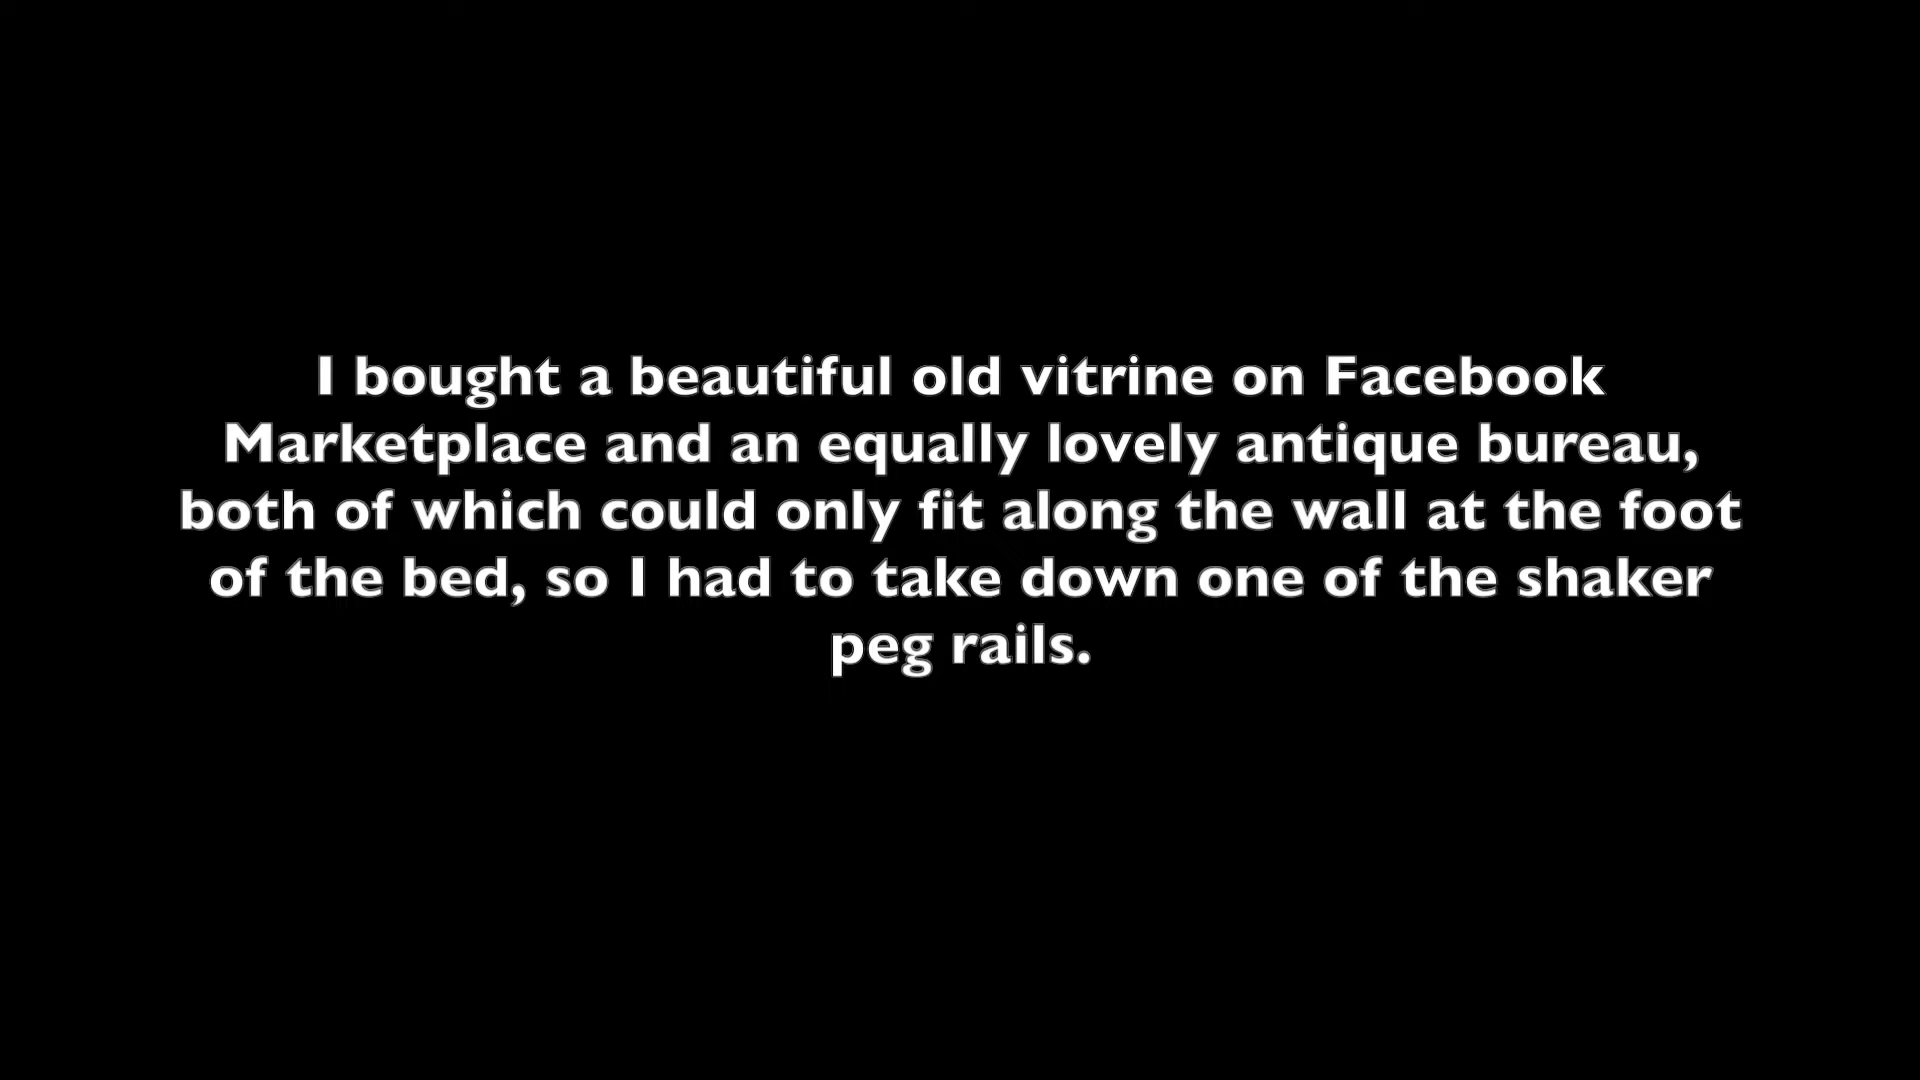 I bought a beautiful old vitrine on Facebook
Marketplace and an equally lovely antique bureau,
both of which could only fit along the wall at the foot
of the bed, so I had to take down one of the shaker
peg rails.